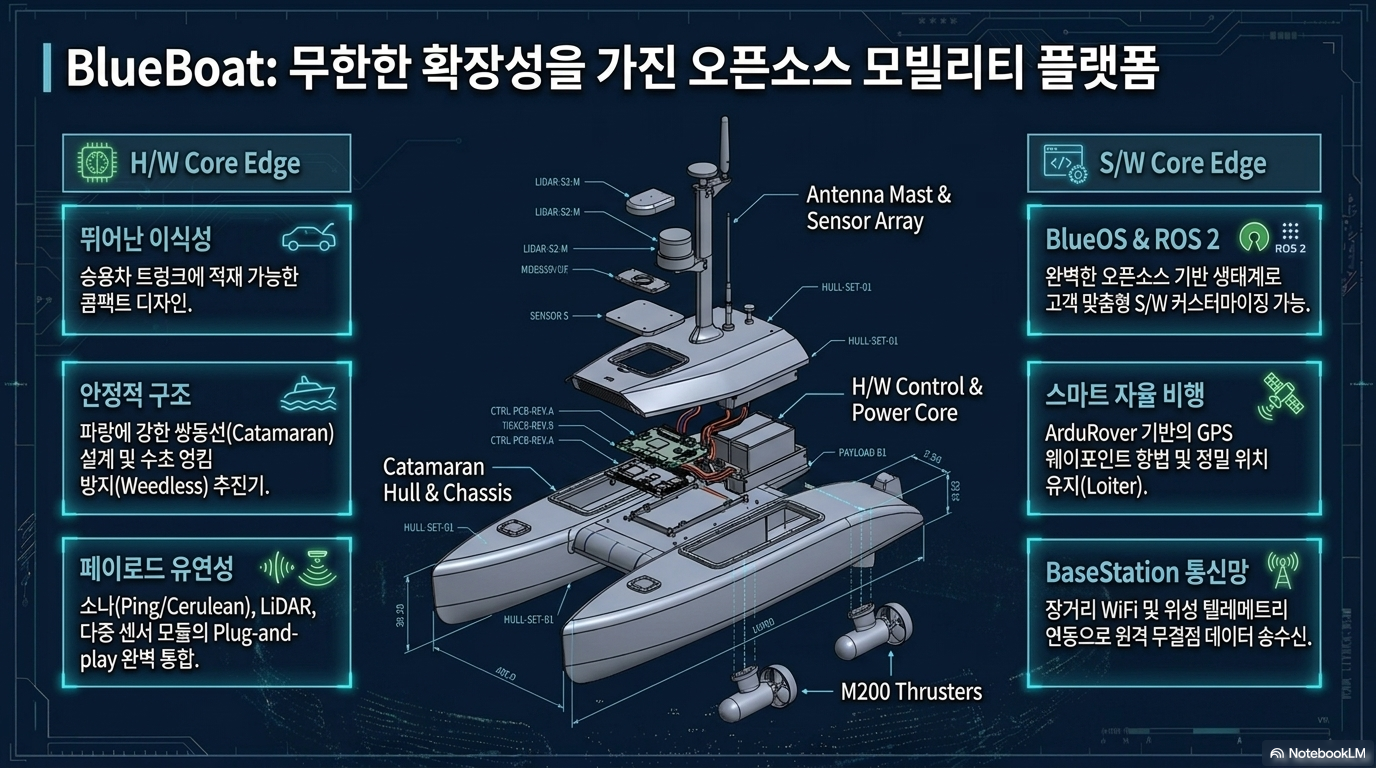 BlueBoat: 무한한 확장성을 가진 오픈소스 모빌리티 플랫폼
H/W Core Edge
뛰어난 이식성
승용차 트렁크에 적재 가능한
콤팩트 디자인.
안정적 구조
파랑에 강한 쌍동선(Catamaran)
설계 및 수초 엉킴
방지(Weedless) 추진기.
페이로드 유연성
소나(Ping/Cerulean), LiDAR,
다중 센서 모듈의 Plug-and-
play 완벽 통합.
LIDAR:S2:M
LIBAR:S2:M
LIDAR-S2 M
SENSOR S
CTRL PCB-REV.A
CTRL PCB-REV.A
Antenna Mast &
Sensor Array
HULL-SET-01
HULL-SET-01
H/W Control &
Power Core
PAYLOAD B1
Catamaran
Hull & Chassis
HULL SET-G1
HULL-SET-B1
M200 Thrusters
S/W Core Edge
BlueOS & ROS 2
ROS 2
완벽한 오픈소스 기반 생태계로
고객 맞춤형 S/W 커스터마이징 가능.
스마트 자율 비행
ArduRover 기반의 GPS
웨이포인트 항법 및 정밀 위치
유지(Loiter).
BaseStation 통신망
장거리 WiFi 및 위성 텔레메트리
연동으로 원격 무결점 데이터 송수신.
NotebookLM